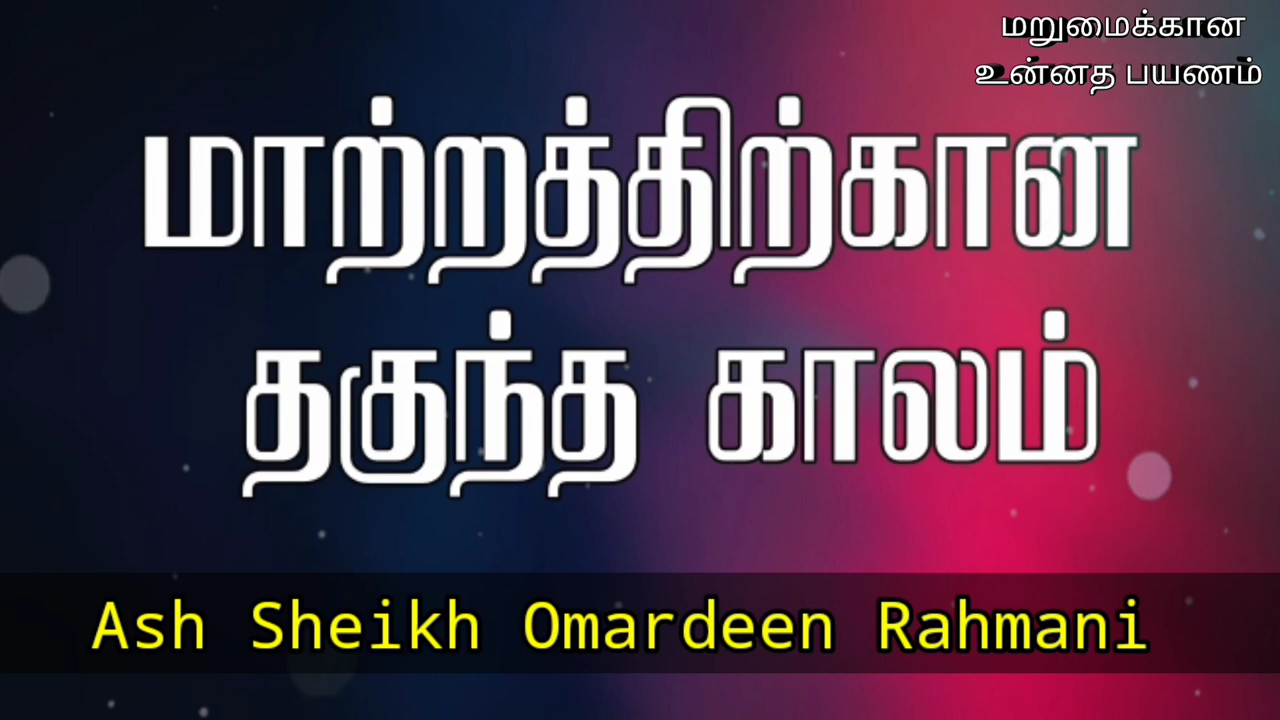 மறுமைக்கான
உன்னத பயணம்
மாற்றத்திற்கான
தகுந்த காலம்
Ash Sheikh Omardeen Rahmani